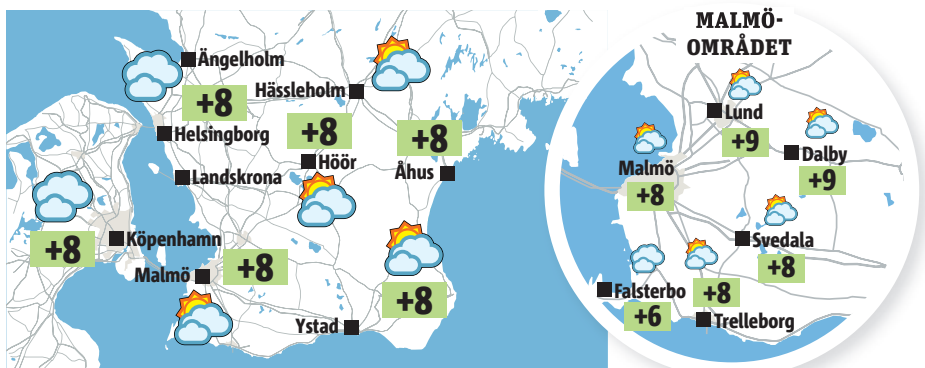 Ängelholm
+8
Hässleholm
+8
+8
Helsingborg
Höör
Landskrona
Åhus
Köpenhamn
+8
Malmö
+8
+8
Ystad
MALMÖ-
OMRÅDET
Lund
+9
Dalby
+9
Malmö
+8
Svedala
+8
Falsterbo
+6
+8
Trelleborg